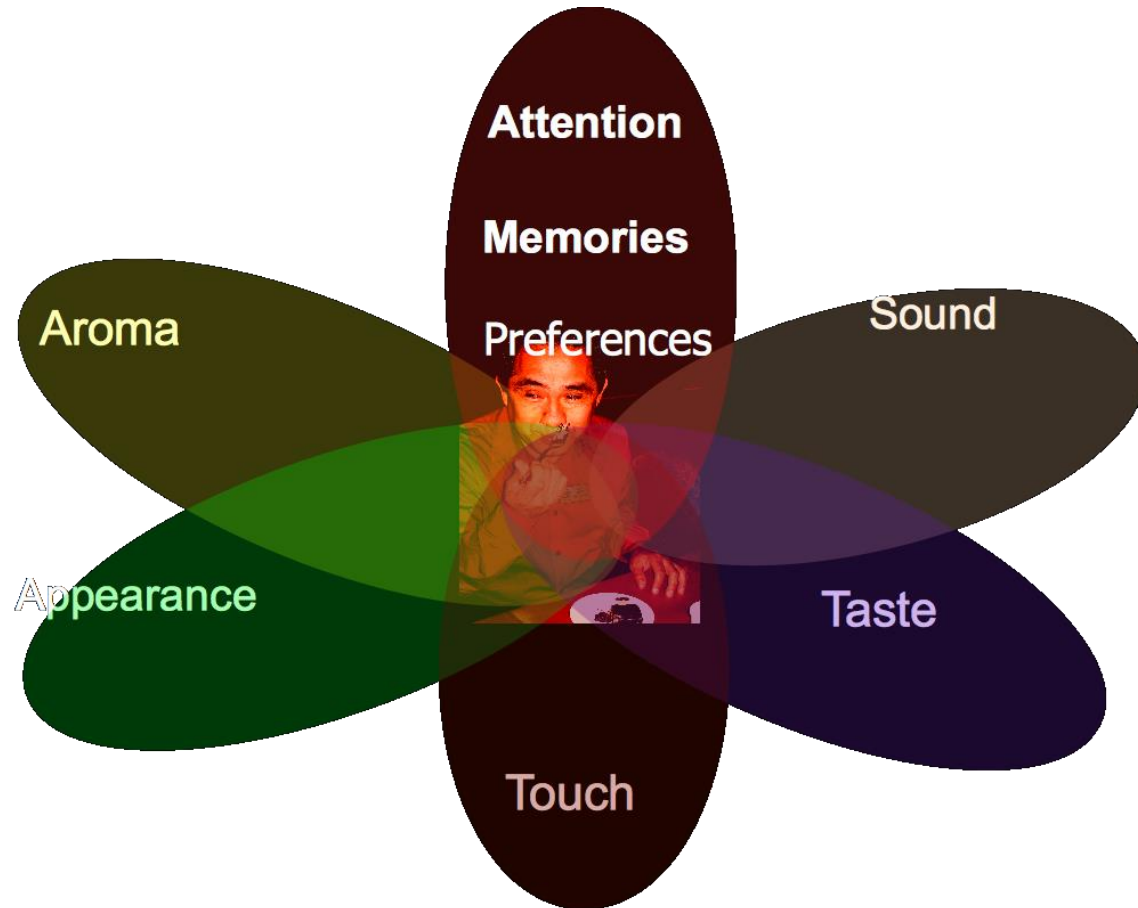 Attention
Memories
Preferences
Aroma
Sound
Appearance
Taste
Touch